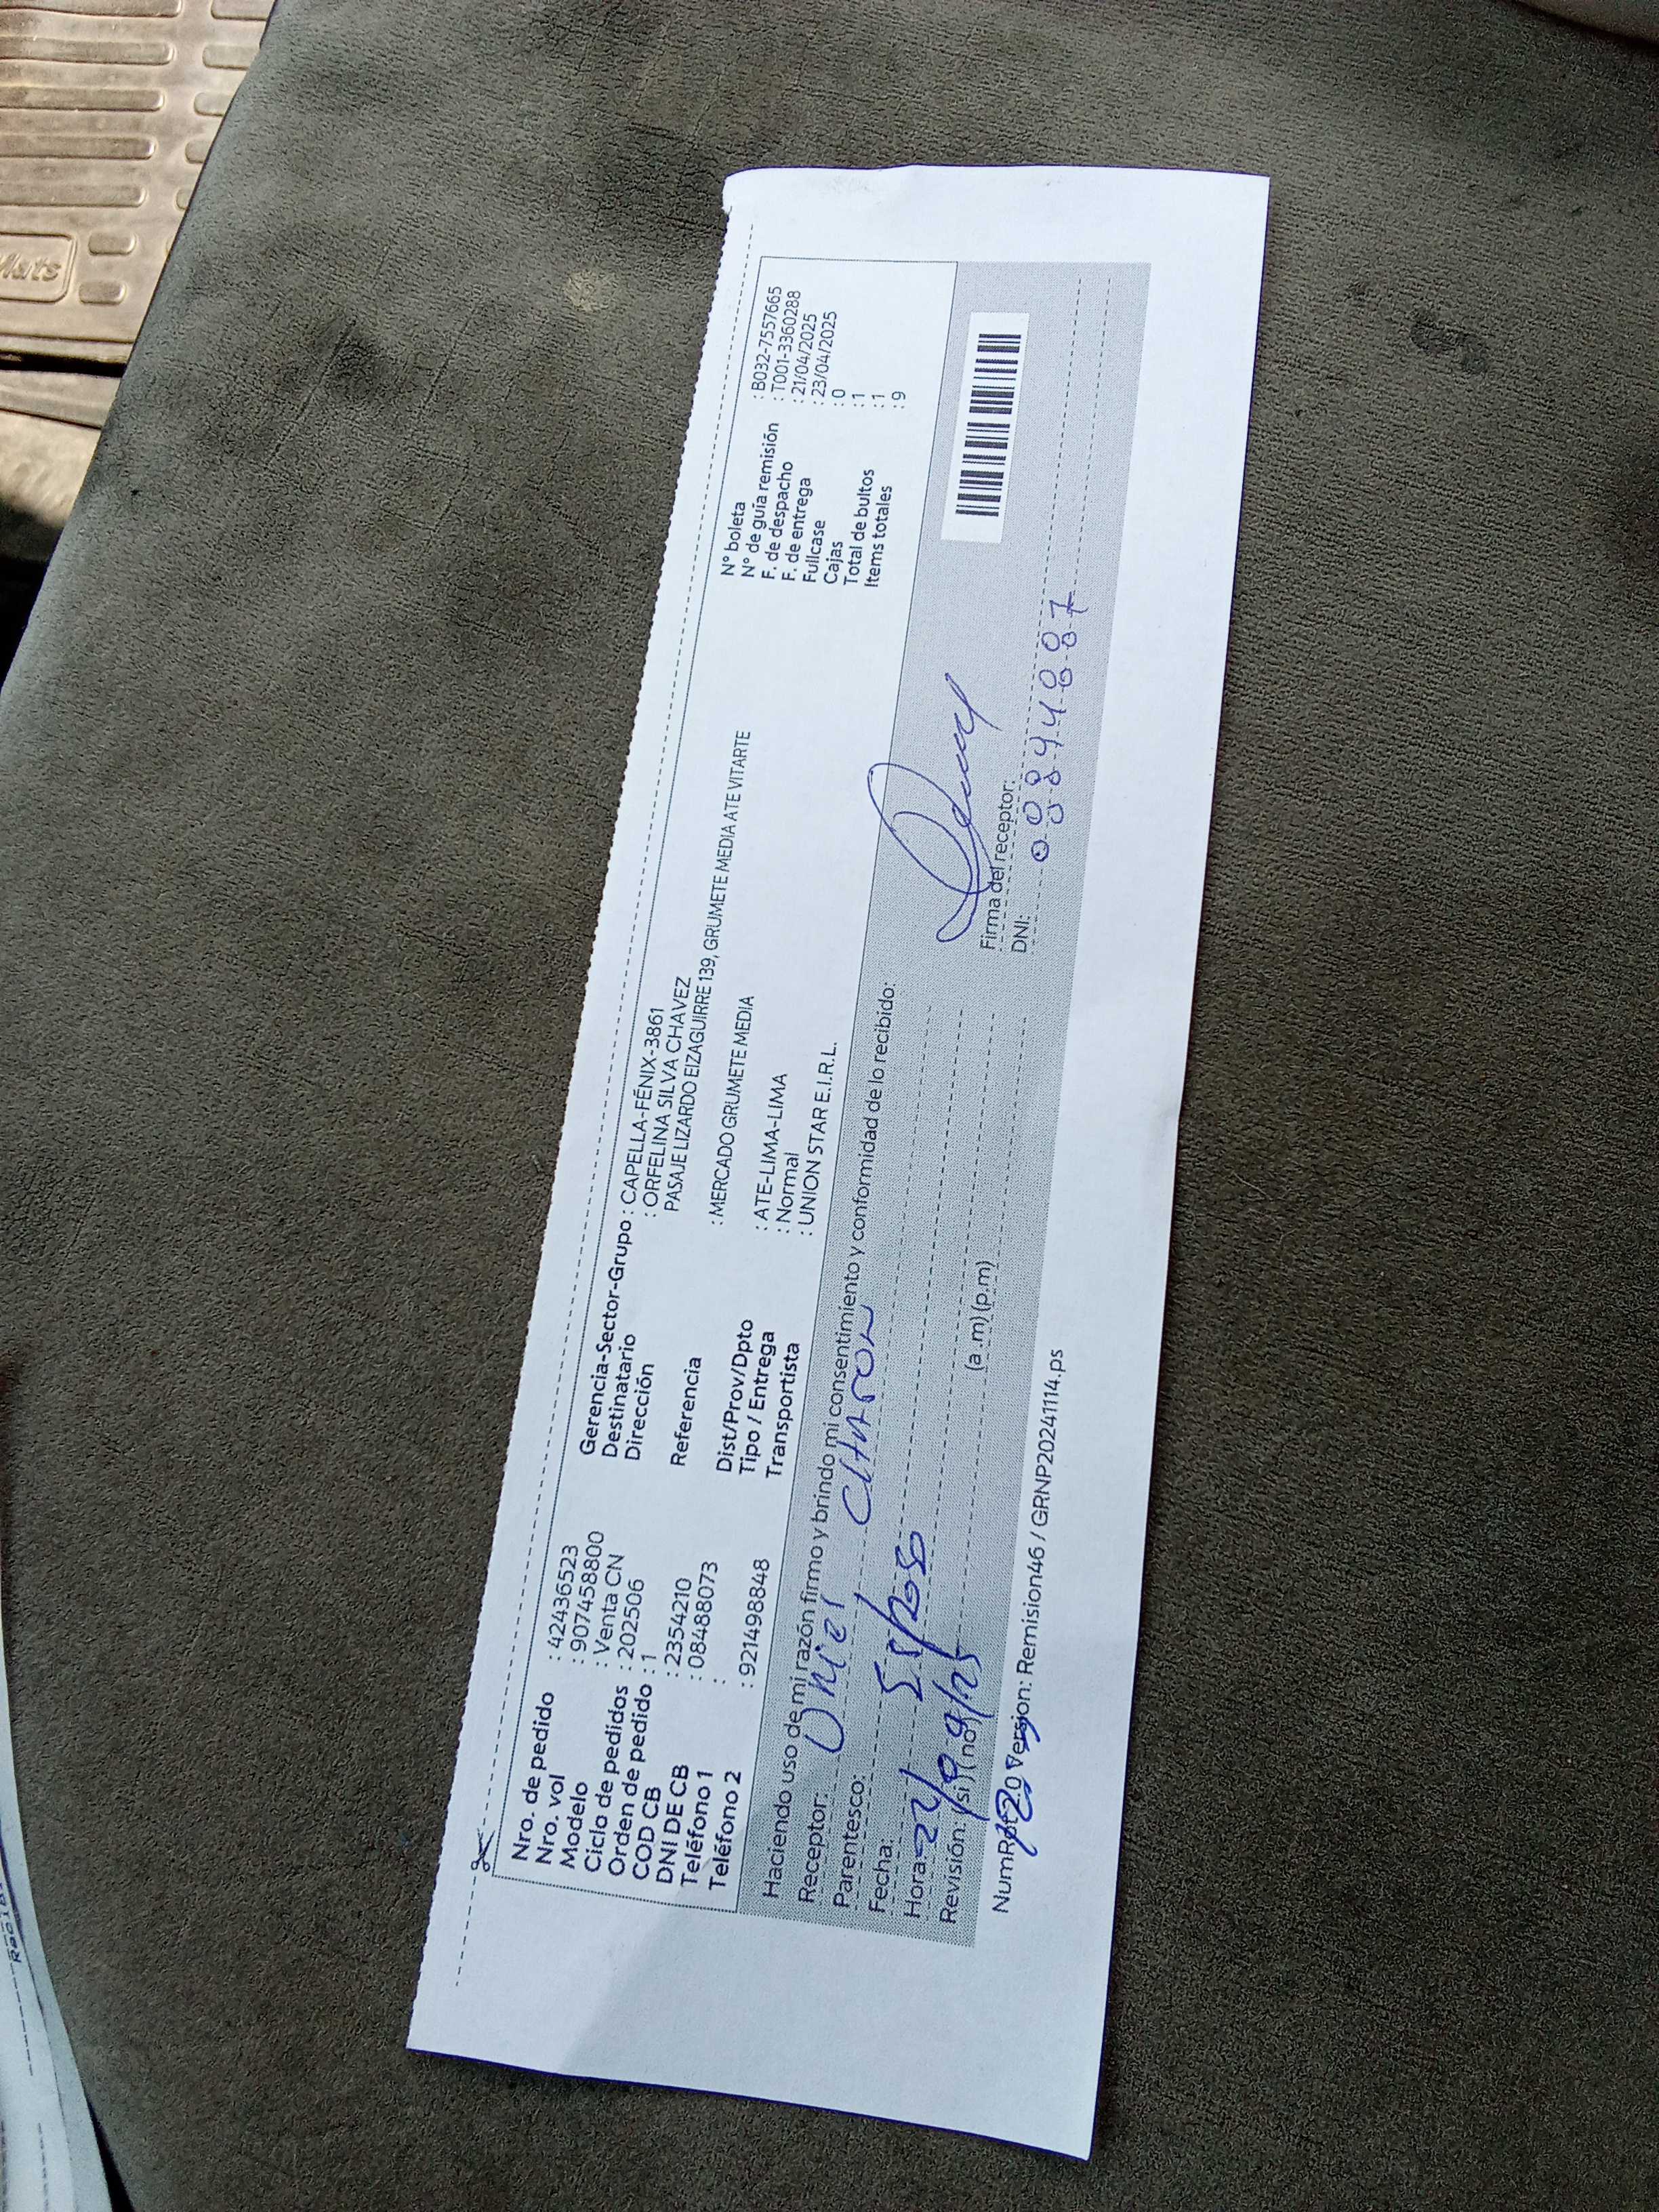 Nro. de pedido : 42436523
Nro. vol : 907458800
Modelo : Venta CN
Ciclo de pedidos : 202506
Orden de pedido : 1
COD CB : 2354210
DNI DE CB : 08488073
Teléfono 1 :
Teléfono 2 : 921498848
Gerencia-Sector-Grupo : CAPELLA-FÉNIX-3861
Destinatario : ORFELINA SILVA CHAVEZ
Dirección PASAJE LIZARDO EIZAGUIRRE 139, GRUMETE MEDIA ATE VITARTE
Referencia : MERCADO GRUMETE MEDIA
Dist/Prov/Dpto : ATE-LIMA-LIMA
Tipo / Entrega : Normal
Transportista : UNION STAR E.I.R.L.
N° boleta : B032-7557665
N° de guía remisión : T001-3360288
F. de despacho : 21/04/2025
F. de entrega : 23/04/2025
Fullcase : 0
Cajas : 1
Total de bultos : 1
Items totales : 9
Haciendo uso de mi razón firmo y brindo mi consentimiento y conformidad de lo recibido:
Receptor:
Parentesco: Esposo
Fecha:
Hora: (a .m) (p.m)
Revisión: (si) (no)
Firma del receptor:
DNI:
Version: Remision46 / GRNP20241114.ps
Mats